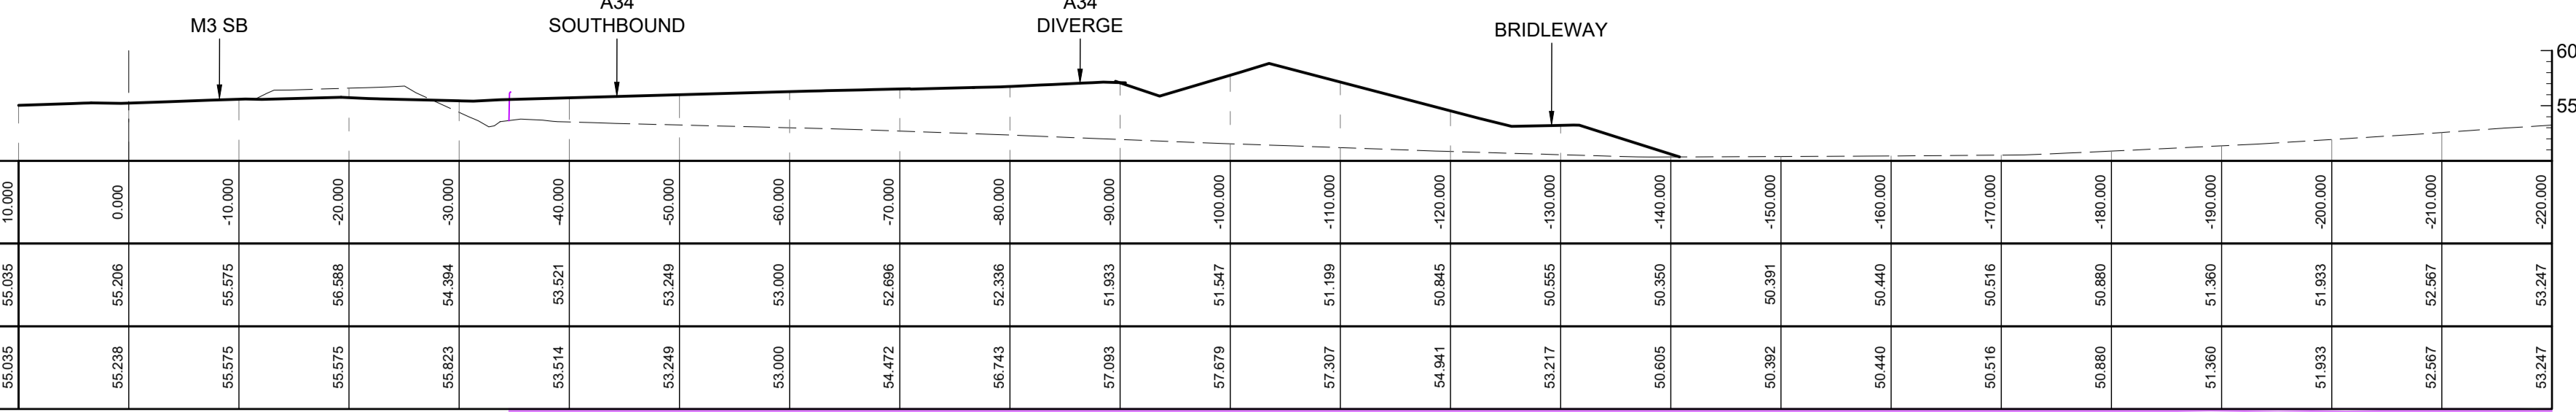 A34
A34
M3 SB
SOUTHBOUND
DIVERGE
BRIDLEWAY
60
55
10.000 0.000 -10.000 -20.000 -30.000 -40.000 -50.000 -60.000 -70.000 -80.000 -90.000 -100.000 -110.000 -120.000 -130.000 -140.000 -150.000 -160.000 -170.000 -180.000 -190.000 -200.000 -210.000 -220.000
55.035 55.206 55.575 56.588 54.394 53.521 53.249 53.000 52.696 52.336 51.933 51.547 51.199 50.845 50.555 50.350 50.391 50.440 50.516 50.880 51.360 51.933 52.567 53.247
55.035 55.238 55.575 55.575 55.823 53.514 53.249 53.000 54.472 56.743 57.093 57.679 57.307 54.941 53.217 50.605 50.392 50.440 50.516 50.880 51.360 51.933 52.567 53.247